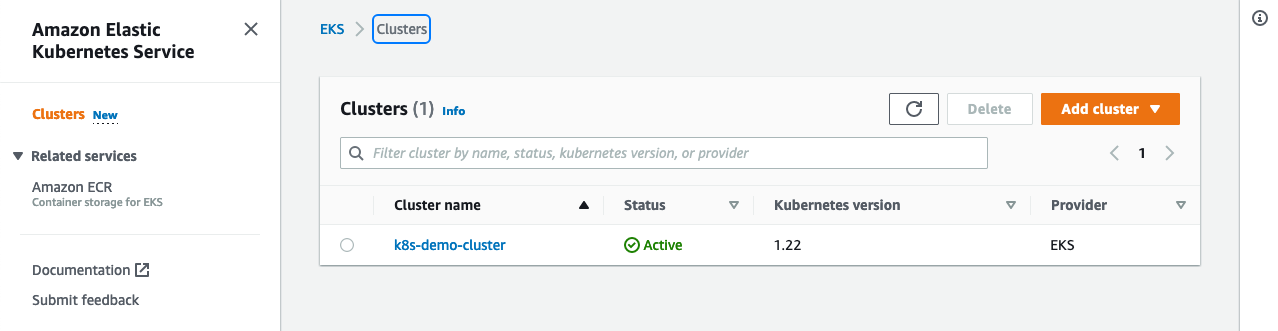 Amazon Elastic
Kubernetes Service
Clusters New
Related services
Amazon ECR
Container storage for EKS
Documentation
Submit feedback
EKS Clusters
Clusters (1) Info
Delete
Add cluster
Filter cluster by name, status, kubernetes version, or provider
1
Cluster name Status Kubernetes version Provider
k8s-demo-cluster Active 1.22 EKS